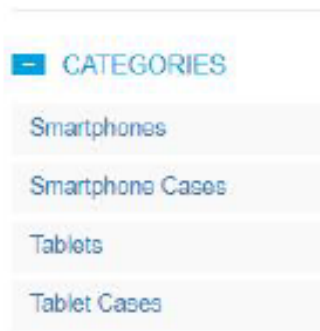 CATEGORIES
Smartphones
Smartphone Cases
Tablets
Tablet Cases